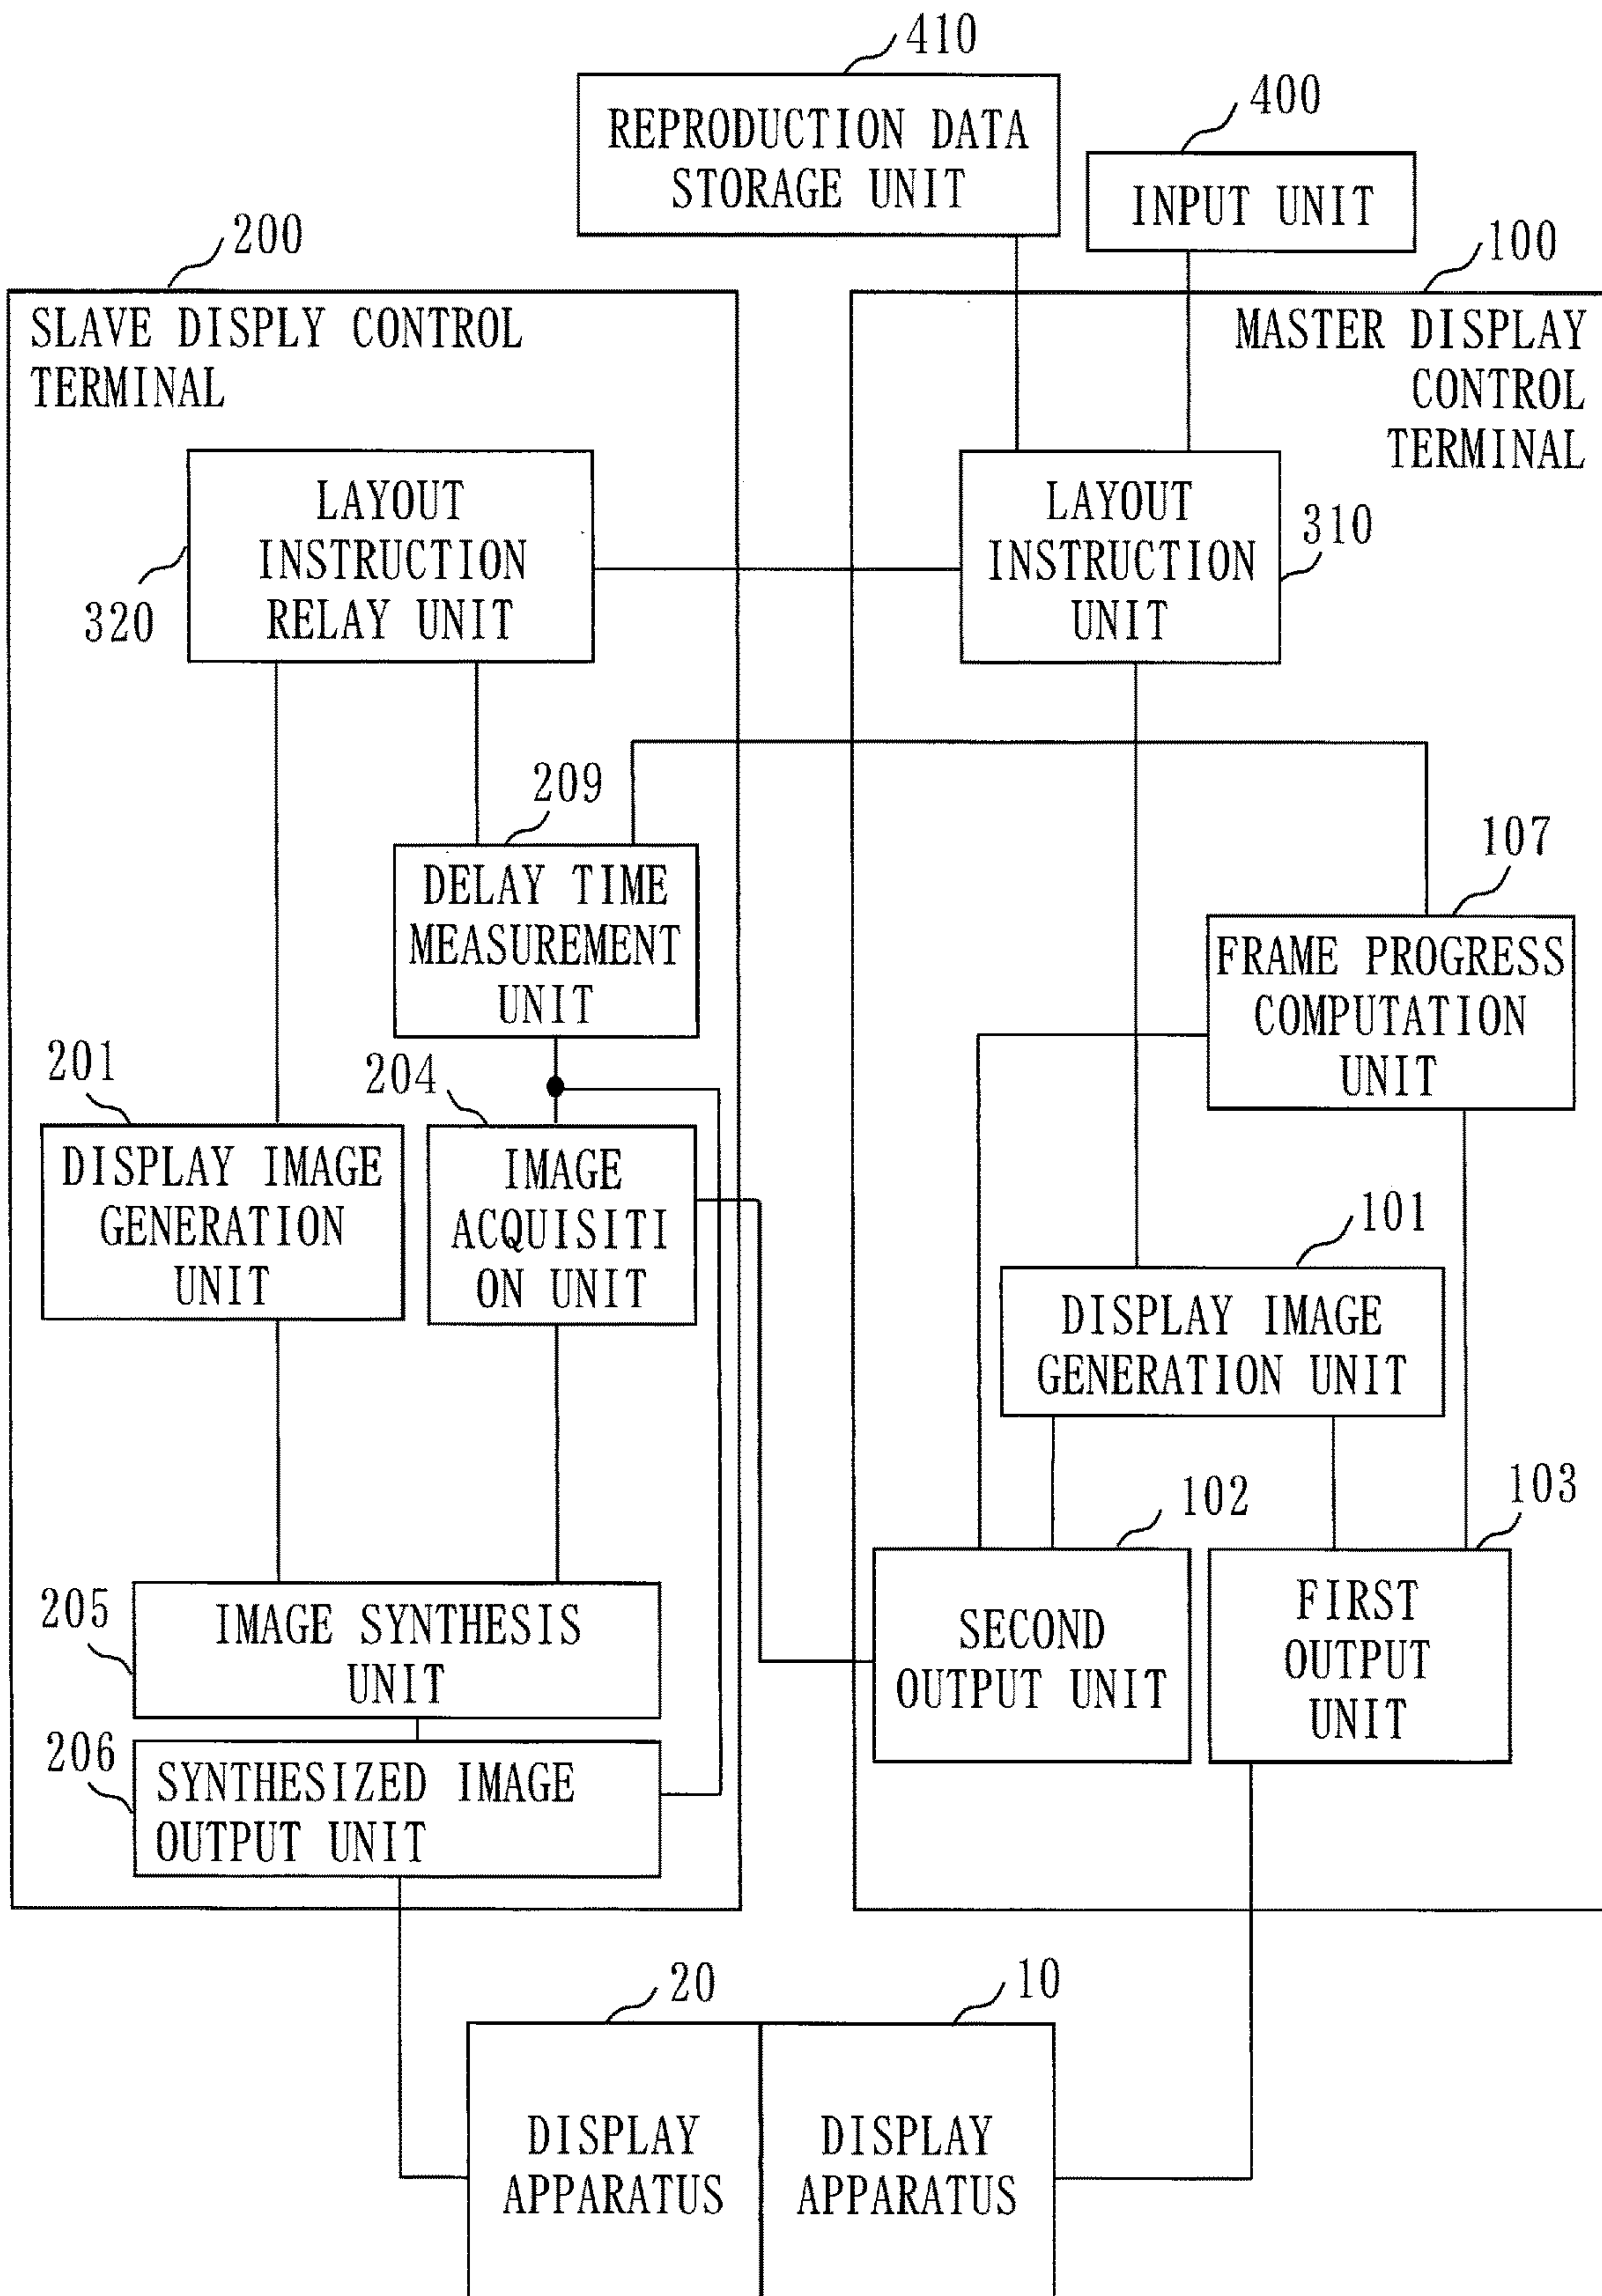 410
REPRODUCTION DATA
STORAGE UNIT
400
INPUT UNIT
200
SLAVE DISPLY CONTROL
TERMINAL
100
MASTER DISPLAY
CONTROL
TERMINAL
LAYOUT
INSTRUCTION
RELAY UNIT
320
LAYOUT
INSTRUCTION
UNIT
310
209
DELAY TIME
MEASUREMENT
UNIT
107
FRAME PROGRESS
COMPUTATION
UNIT
201
DISPLAY IMAGE
GENERATION
UNIT
204
IMAGE
ACQUISITI
ON UNIT
101
DISPLAY IMAGE
GENERATION UNIT
102
SECOND
OUTPUT UNIT
103
FIRST
OUTPUT
UNIT
205
IMAGE SYNTHESIS
UNIT
206
SYNTHESIZED IMAGE
OUTPUT UNIT
20
DISPLAY
APPARATUS
10
DISPLAY
APPARATUS